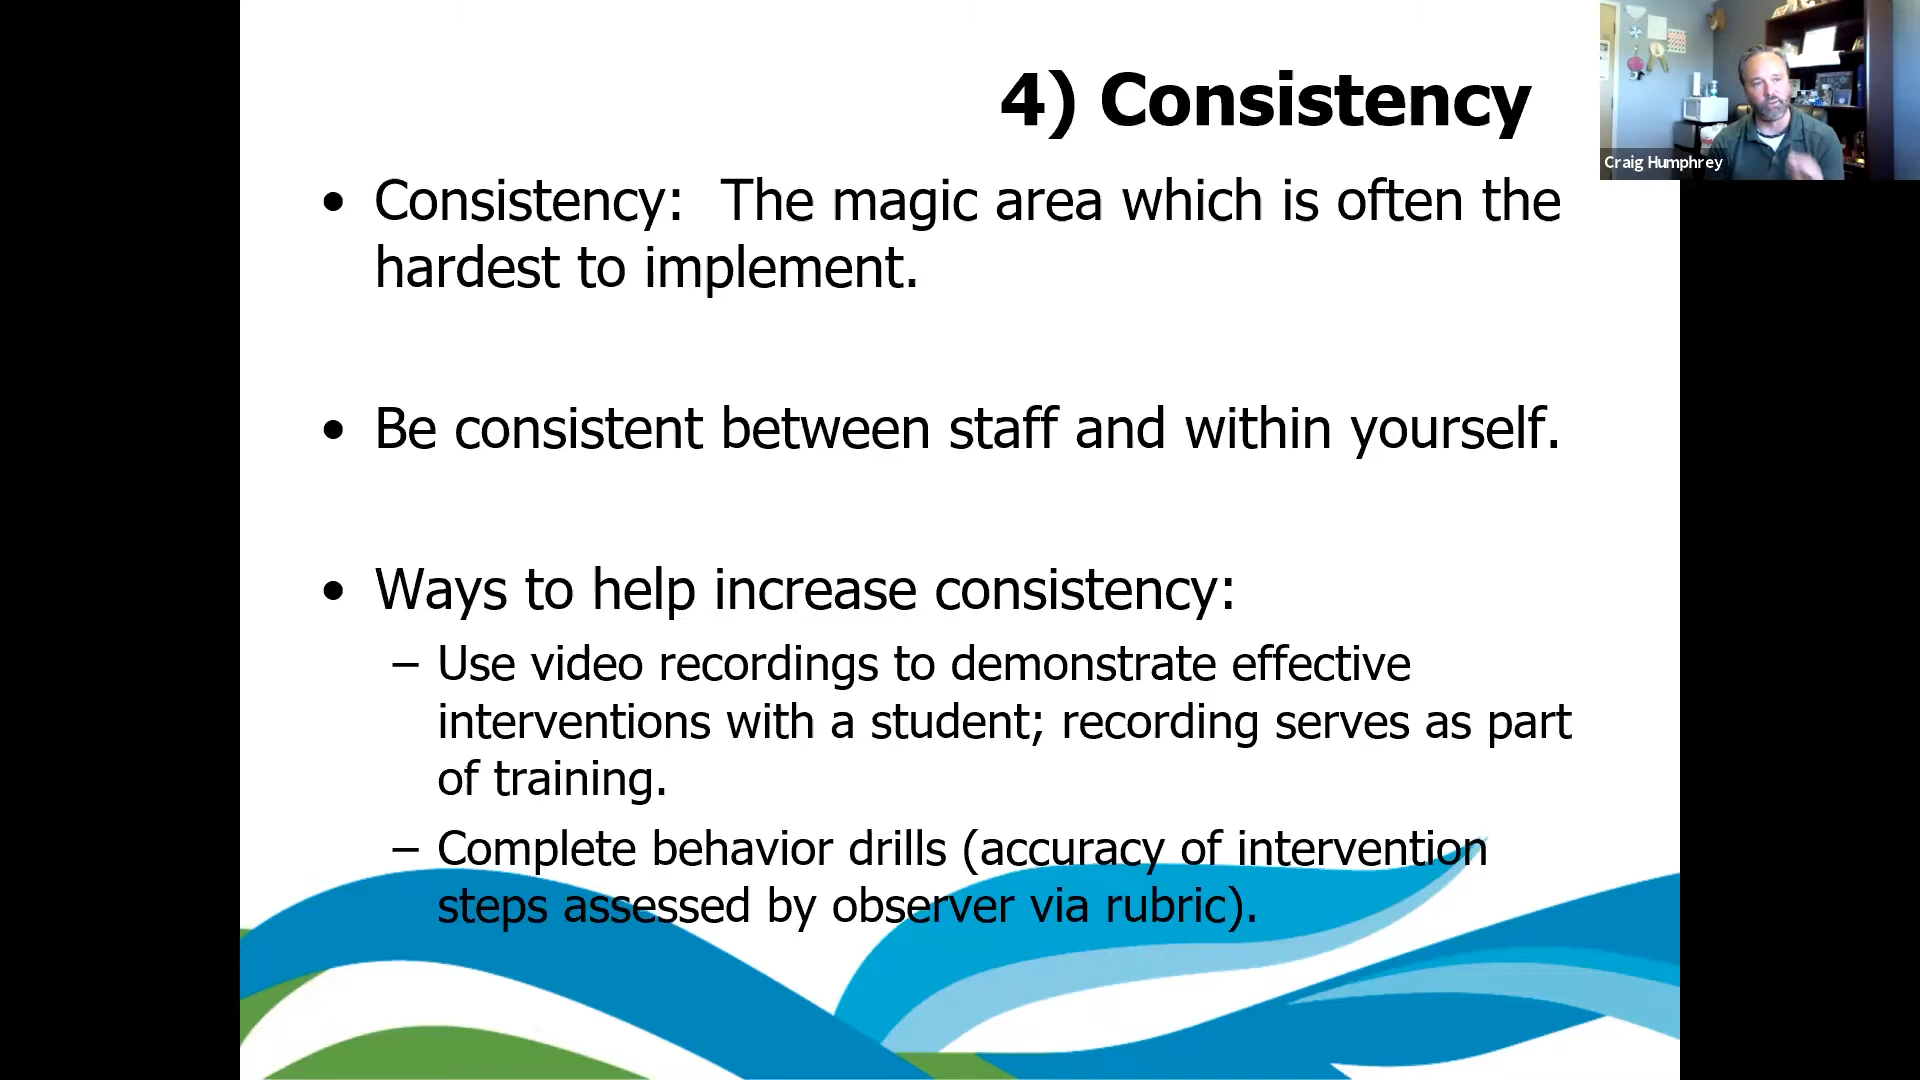 4) Consistency
Craig Humphrey
• Consistency:  The magic area which is often the
hardest to implement.
• Be consistent between staff and within yourself.
• Ways to help increase consistency:
– Use video recordings to demonstrate effective
interventions with a student; recording serves as part
of training.
– Complete behavior drills (accuracy of intervention
steps assessed by observer via rubric).